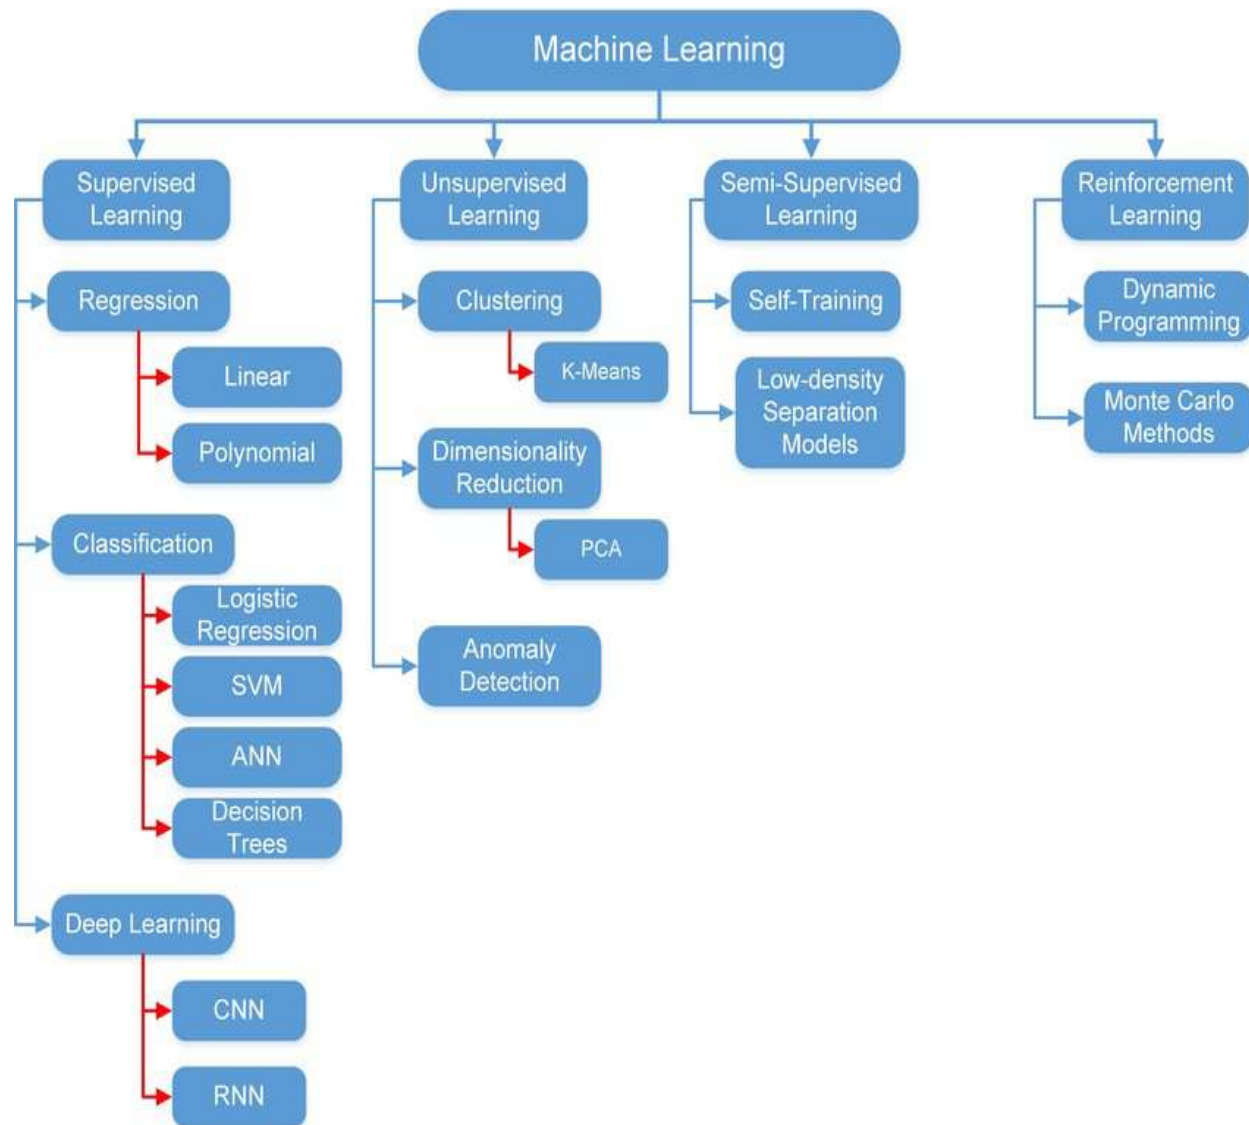 Machine Learning
Supervised
Learning
Regression
Linear
Polynomial
Classification
Logistic
Regression
SVM
ANN
Decision
Trees
Deep Learning
CNN
RNN
Unsupervised
Learning
Clustering
K-Means
Dimensionality
Reduction
PCA
Anomaly
Detection
Semi-Supervised
Learning
Self-Training
Low-density
Separation
Models
Reinforcement
Learning
Dynamic
Programming
Monte Carlo
Methods